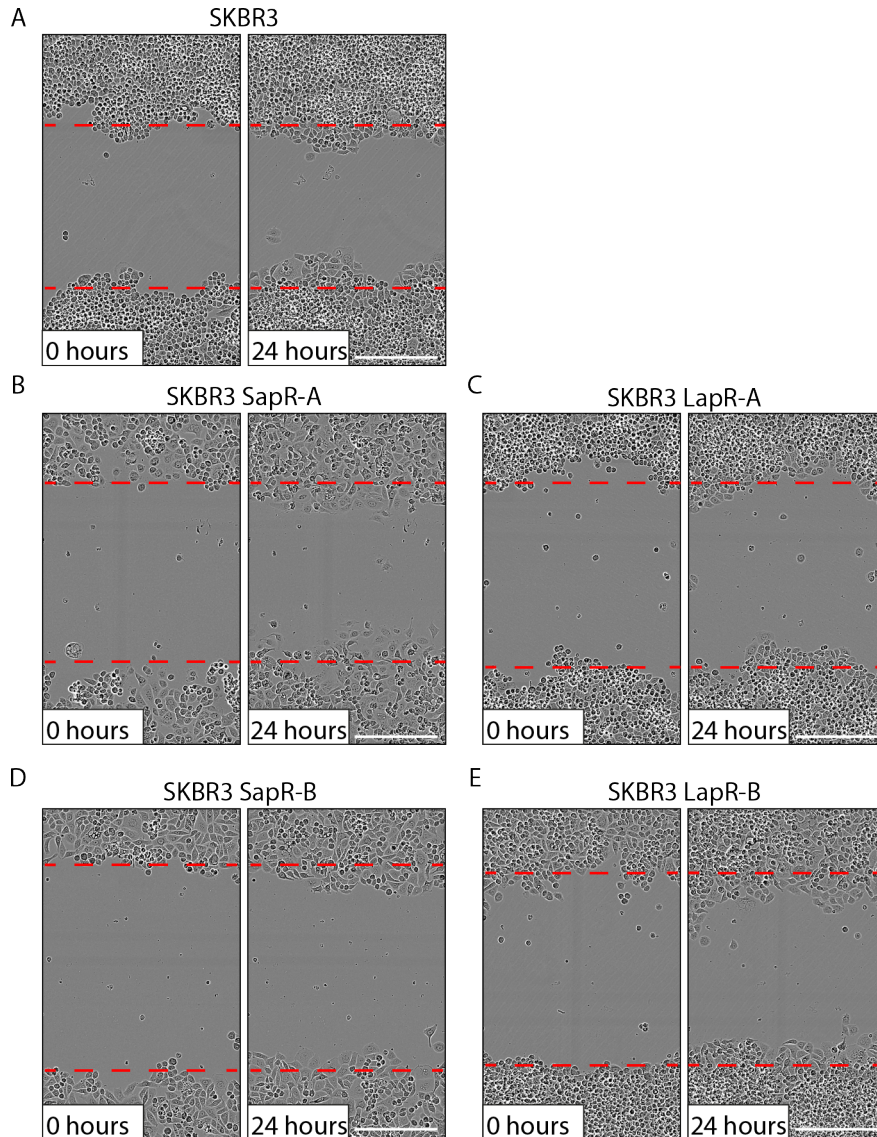 A
SKBR3
0 hours
24 hours
B
SKBR3 SapR-A
0 hours
24 hours
C
SKBR3 LapR-A
0 hours
24 hours
D
SKBR3 SapR-B
0 hours
24 hours
E
SKBR3 LapR-B
0 hours
24 hours